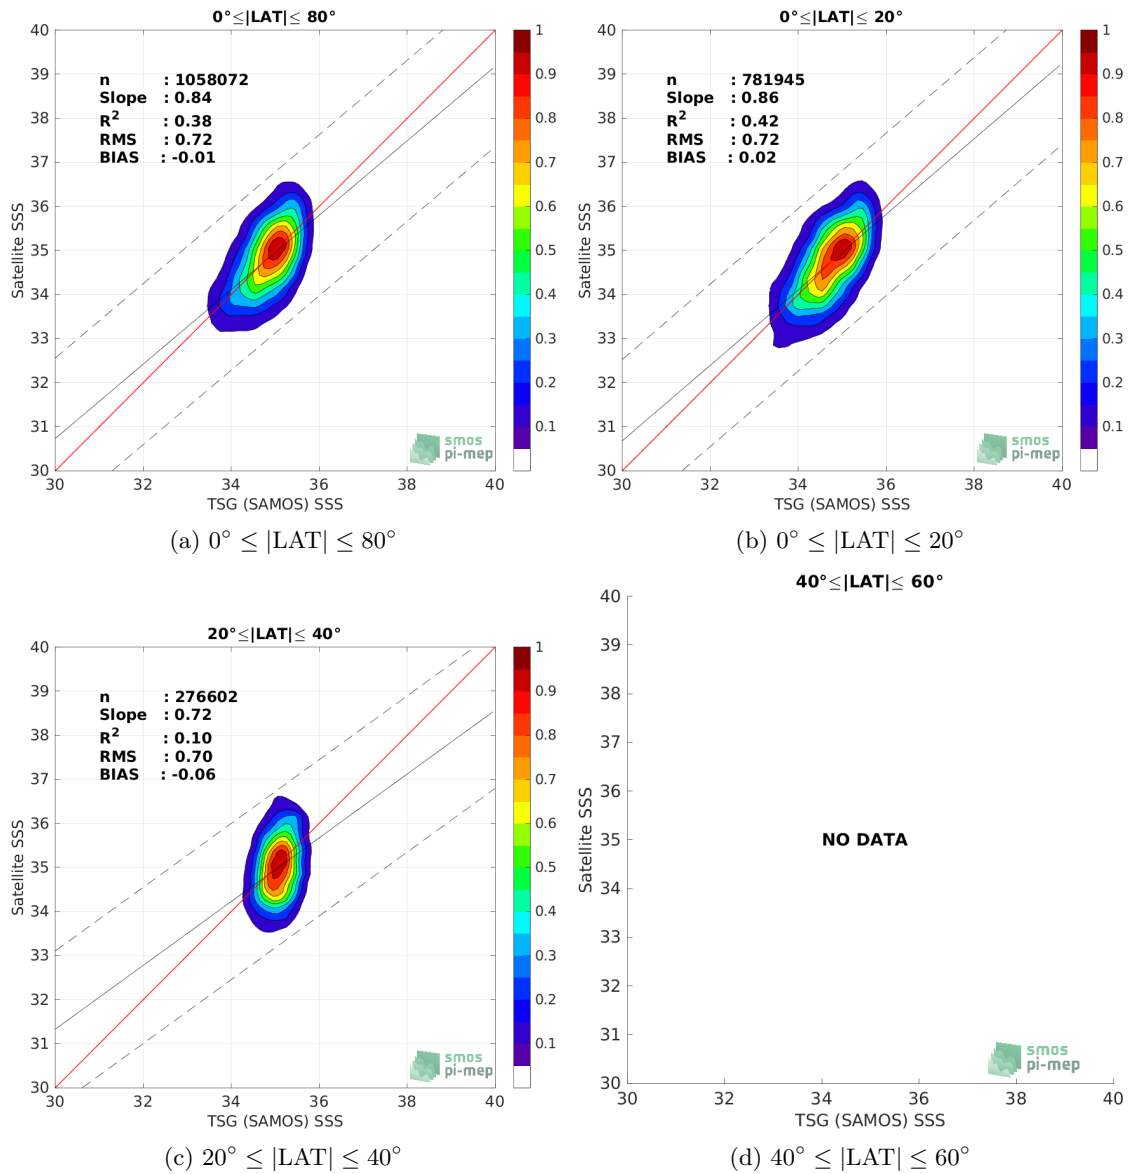 0°≤|LAT|≤ 80°
40
39
38
37
36
35
34
33
32
31
30
n : 1058072
Slope : 0.84
R² : 0.38
RMS : 0.72
BIAS : -0.01
Satellite SSS
30 32 34 36 38 40
TSG (SAMOS) SSS
smos
pi-mep
1
0.9
0.8
0.7
0.6
0.5
0.4
0.3
0.2
0.1
(a) 0° ≤ |LAT| ≤ 80°
0°≤|LAT|≤ 20°
40
39
38
37
36
35
34
33
32
31
30
n : 781945
Slope : 0.86
R² : 0.42
RMS : 0.72
BIAS : 0.02
Satellite SSS
30 32 34 36 38 40
TSG (SAMOS) SSS
smos
pi-mep
1
0.9
0.8
0.7
0.6
0.5
0.4
0.3
0.2
0.1
(b) 0° ≤ |LAT| ≤ 20°
20°≤|LAT|≤ 40°
40
39
38
37
36
35
34
33
32
31
30
n : 276602
Slope : 0.72
R² : 0.10
RMS : 0.70
BIAS : -0.06
Satellite SSS
30 32 34 36 38 40
TSG (SAMOS) SSS
smos
pi-mep
1
0.9
0.8
0.7
0.6
0.5
0.4
0.3
0.2
0.1
(c) 20° ≤ |LAT| ≤ 40°
40°≤|LAT|≤ 60°
40
39
38
37
36
35
34
33
32
31
30
NO DATA
Satellite SSS
30 32 34 36 38 40
TSG (SAMOS) SSS
smos
pi-mep
(d) 40° ≤ |LAT| ≤ 60°